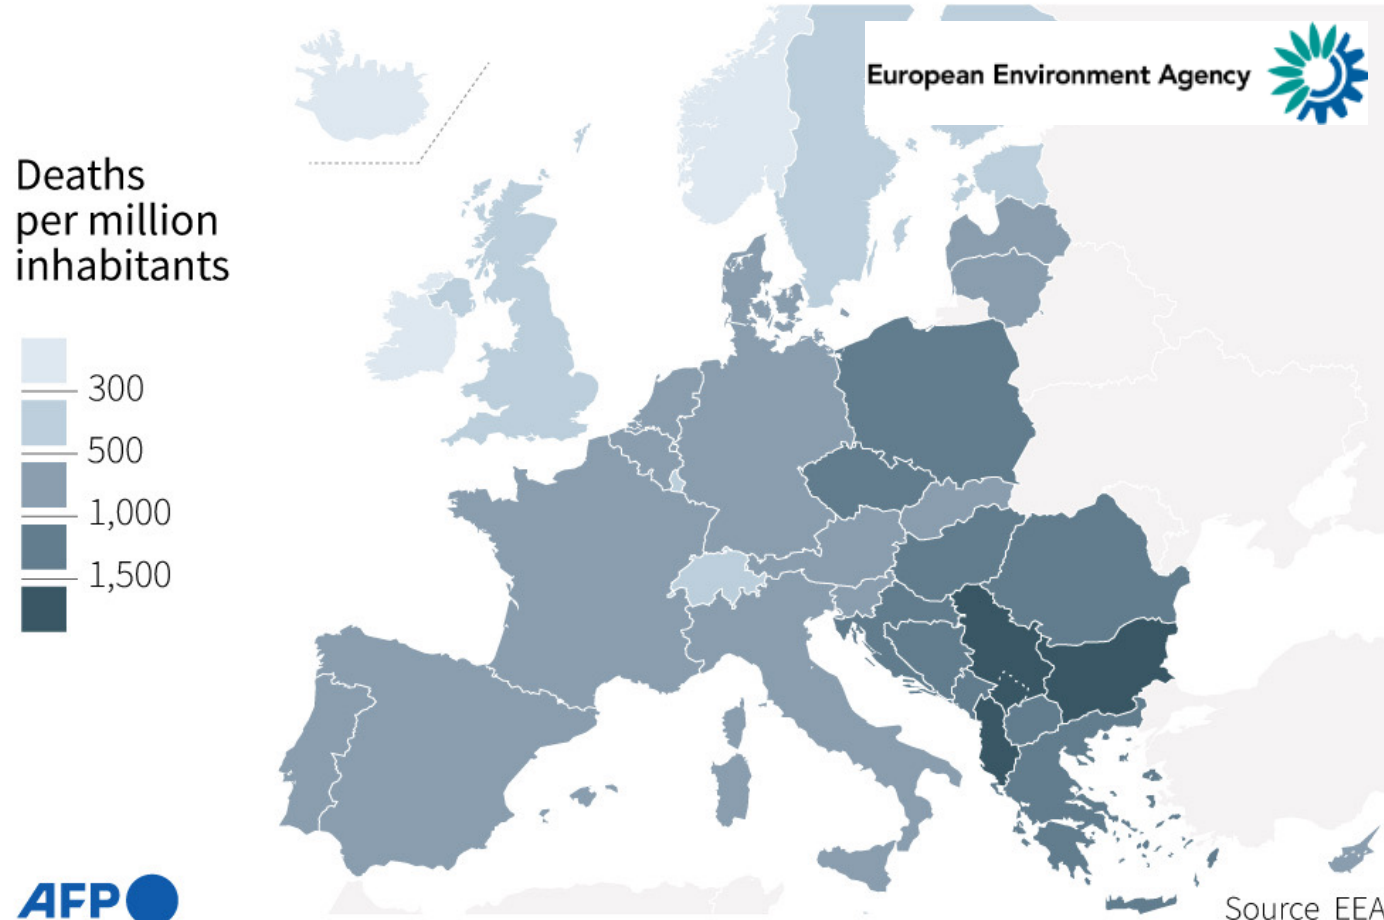 European Environment Agency
Deaths
per million
inhabitants
300
500
1,000
1,500
AFP
Source EEA